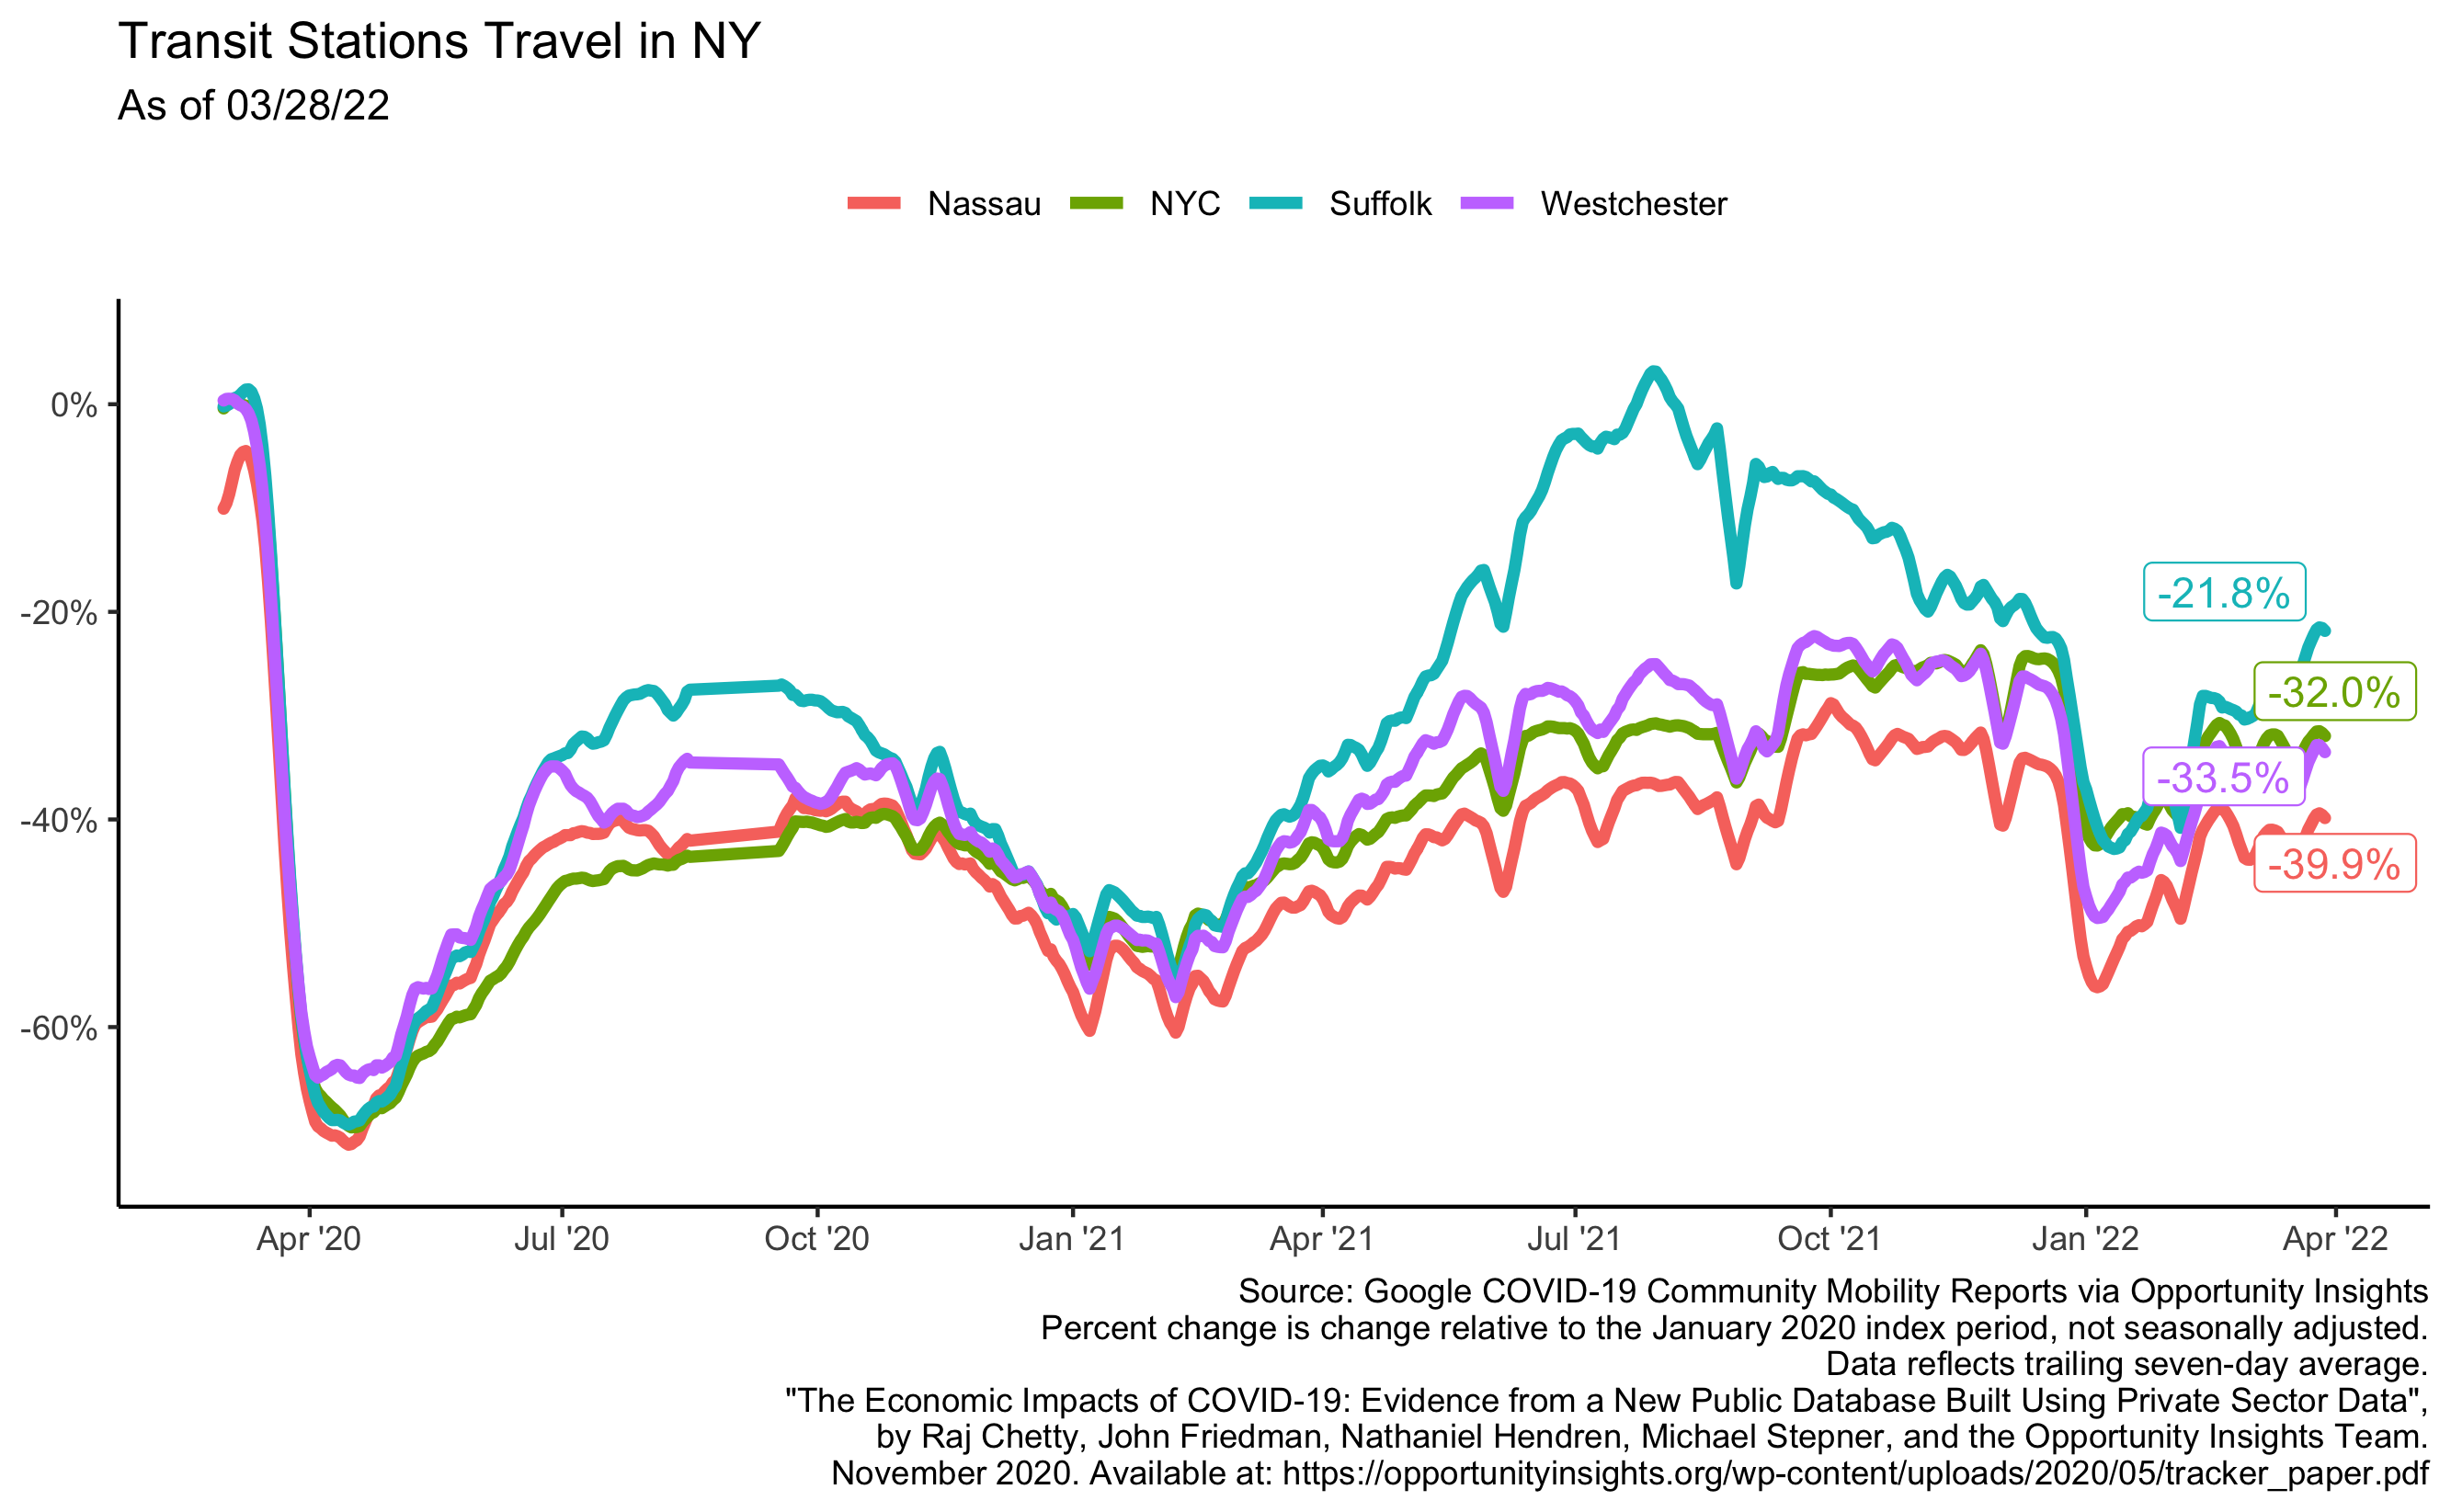 Transit Stations Travel in NY
As of 03/28/22
Nassau NYC Suffolk Westchester
0%
-20%
-40%
-60%
-21.8%
-32.0%
-33.5%
-39.9%
Apr '20 Jul '20 Oct '20 Jan '21 Apr '21 Jul '21 Oct '21 Jan '22 Apr '22
Source: Google COVID-19 Community Mobility Reports via Opportunity Insights
Percent change is change relative to the January 2020 index period, not seasonally adjusted.
Data reflects trailing seven-day average.
"The Economic Impacts of COVID-19: Evidence from a New Public Database Built Using Private Sector Data",
by Raj Chetty, John Friedman, Nathaniel Hendren, Michael Stepner, and the Opportunity Insights Team.
November 2020. Available at: https://opportunityinsights.org/wp-content/uploads/2020/05/tracker_paper.pdf